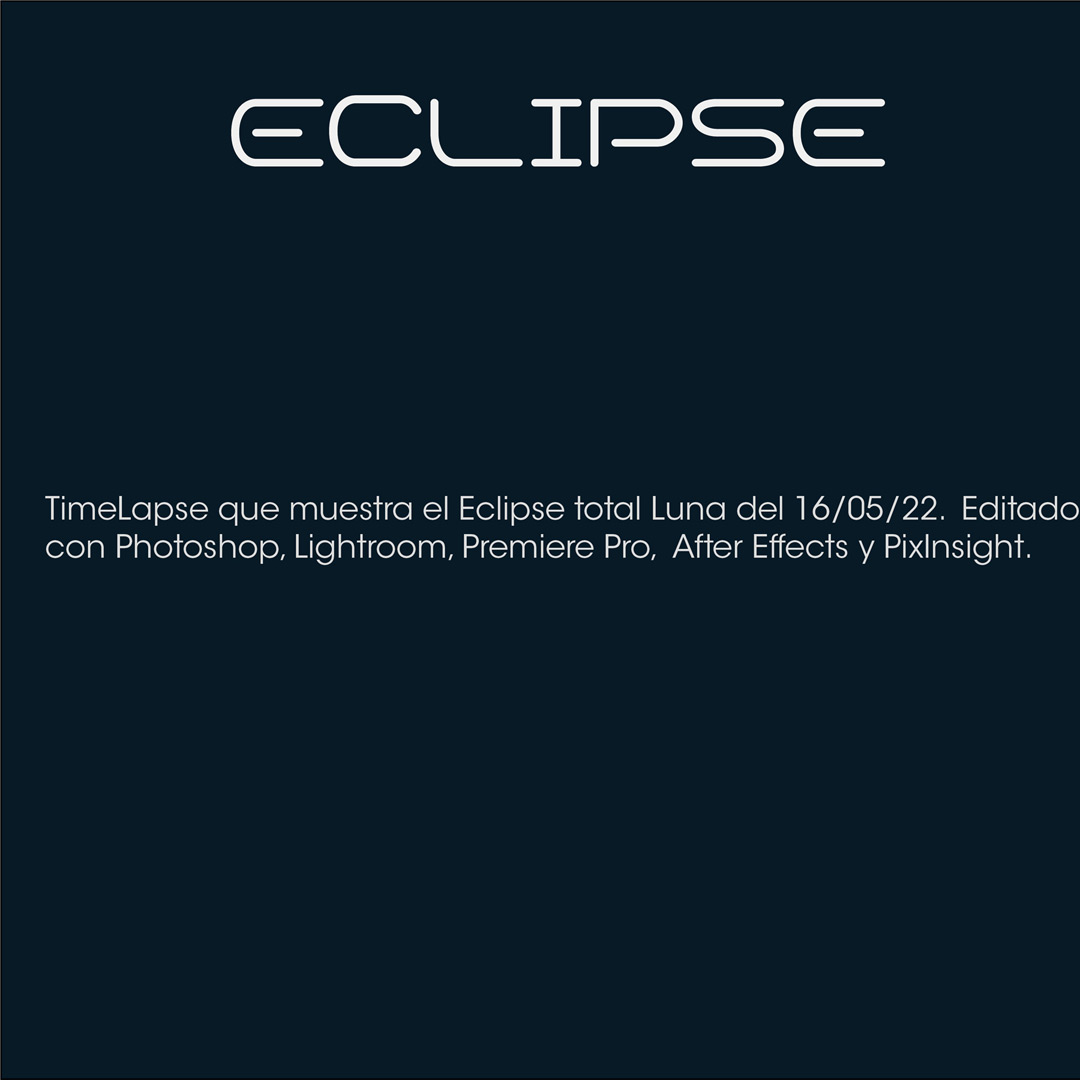 ECLIPSE
TimeLapse que muestra el Eclipse total Luna del 16/05/22. Editado
con Photoshop, Lightroom, Premiere Pro, After Effects y PixInsight.